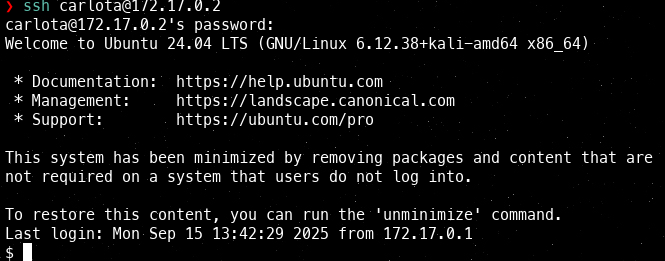 ❯ ssh carlota@172.17.0.2
carlota@172.17.0.2's password:
Welcome to Ubuntu 24.04 LTS (GNU/Linux 6.12.38+kali-amd64 x86_64)
* Documentation:  https://help.ubuntu.com
* Management:     https://landscape.canonical.com
* Support:        https://ubuntu.com/pro
This system has been minimized by removing packages and content that are
not required on a system that users do not log into.
To restore this content, you can run the 'unminimize' command.
Last login: Mon Sep 15 13:42:29 2025 from 172.17.0.1
$